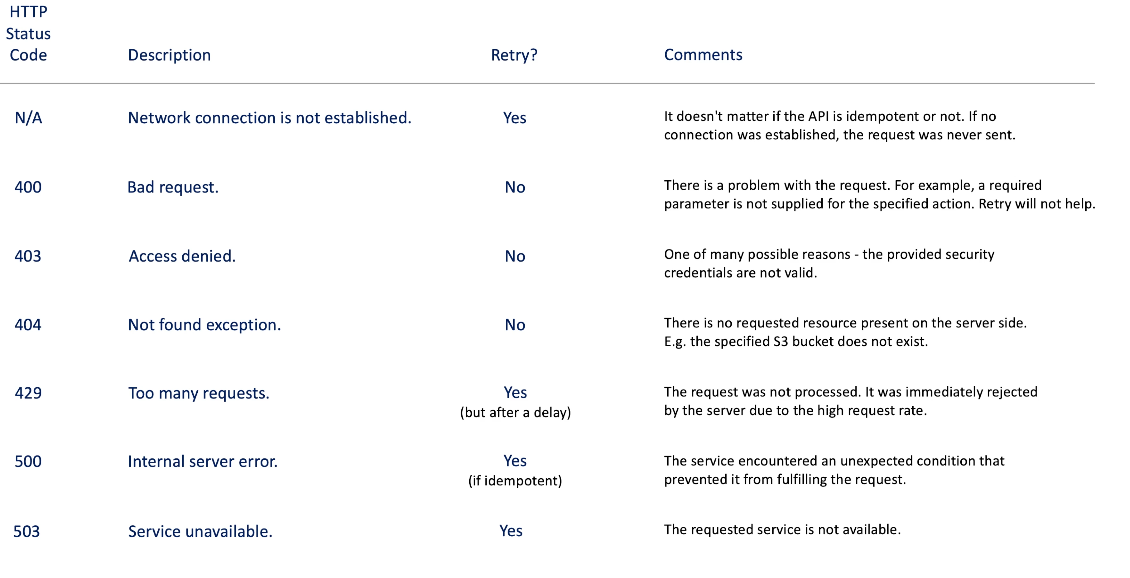 HTTP
Status
Code Description Retry? Comments
N/A Network connection is not established. Yes It doesn't matter if the API is idempotent or not. If no
connection was established, the request was never sent.
400 Bad request. No There is a problem with the request. For example, a required
parameter is not supplied for the specified action. Retry will not help.
403 Access denied. No One of many possible reasons - the provided security
credentials are not valid.
404 Not found exception. No There is no requested resource present on the server side.
E.g. the specified S3 bucket does not exist.
429 Too many requests. Yes The request was not processed. It was immediately rejected
(but after a delay) by the server due to the high request rate.
500 Internal server error. Yes The service encountered an unexpected condition that
(if idempotent) prevented it from fulfilling the request.
503 Service unavailable. Yes The requested service is not available.